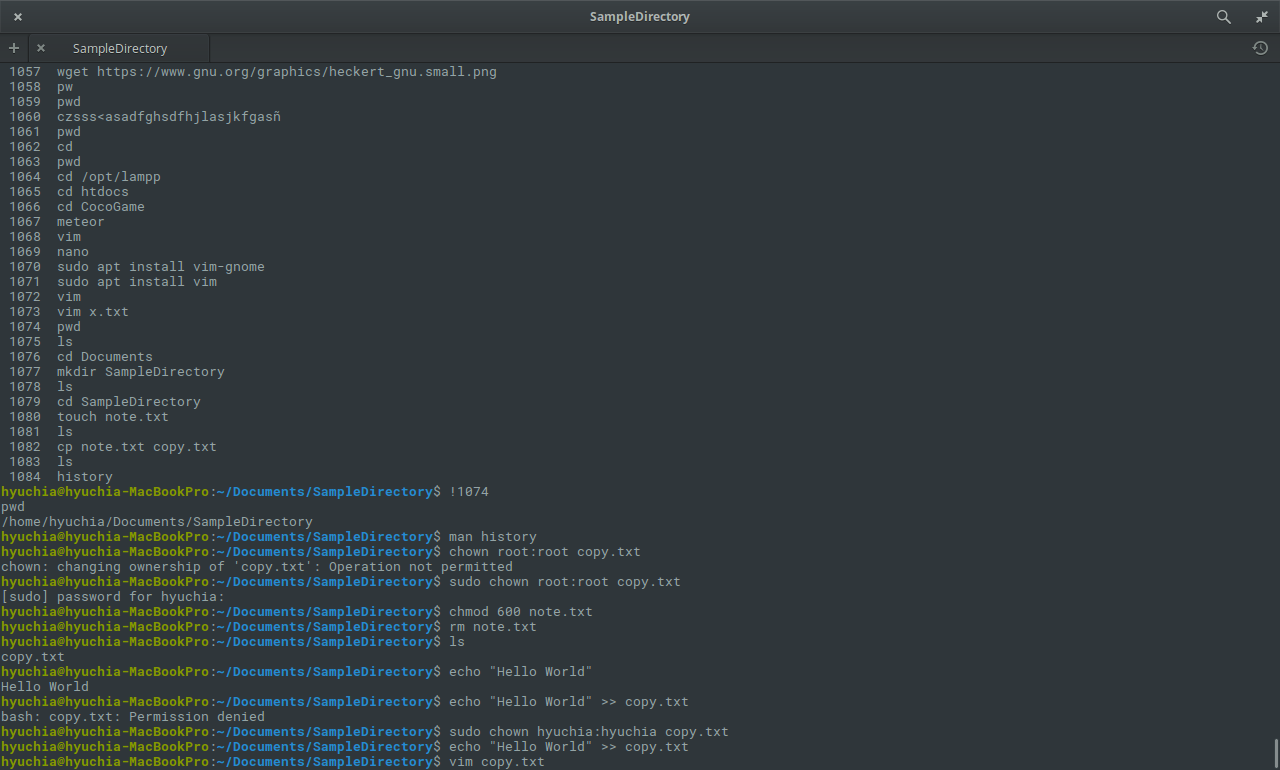 SampleDirectory
SampleDirectory
1057 wget https://www.gnu.org/graphics/heckert_gnu.small.png
1058 pw
1059 pwd
1060 czsss<asadfghsdfhjlasjkfgasñ
1061 pwd
1062 cd
1063 pwd
1064 cd /opt/lampp
1065 cd htdocs
1066 cd CocoGame
1067 meteor
1068 vim
1069 nano
1070 sudo apt install vim-gnome
1071 sudo apt install vim
1072 vim
1073 vim x.txt
1074 pwd
1075 ls
1076 cd Documents
1077 mkdir SampleDirectory
1078 ls
1079 cd SampleDirectory
1080 touch note.txt
1081 ls
1082 cp note.txt copy.txt
1083 ls
1084 history
hyuchia@hyuchia-MacBookPro:~/Documents/SampleDirectory$ !1074
pwd
/home/hyuchia/Documents/SampleDirectory
hyuchia@hyuchia-MacBookPro:~/Documents/SampleDirectory$ man history
hyuchia@hyuchia-MacBookPro:~/Documents/SampleDirectory$ chown root:root copy.txt
chown: changing ownership of 'copy.txt': Operation not permitted
hyuchia@hyuchia-MacBookPro:~/Documents/SampleDirectory$ sudo chown root:root copy.txt
[sudo] password for hyuchia:
hyuchia@hyuchia-MacBookPro:~/Documents/SampleDirectory$ chmod 600 note.txt
hyuchia@hyuchia-MacBookPro:~/Documents/SampleDirectory$ rm note.txt
hyuchia@hyuchia-MacBookPro:~/Documents/SampleDirectory$ ls
copy.txt
hyuchia@hyuchia-MacBookPro:~/Documents/SampleDirectory$ echo "Hello World"
Hello World
hyuchia@hyuchia-MacBookPro:~/Documents/SampleDirectory$ echo "Hello World" >> copy.txt
bash: copy.txt: Permission denied
hyuchia@hyuchia-MacBookPro:~/Documents/SampleDirectory$ sudo chown hyuchia:hyuchia copy.txt
hyuchia@hyuchia-MacBookPro:~/Documents/SampleDirectory$ echo "Hello World" >> copy.txt
hyuchia@hyuchia-MacBookPro:~/Documents/SampleDirectory$ vim copy.txt